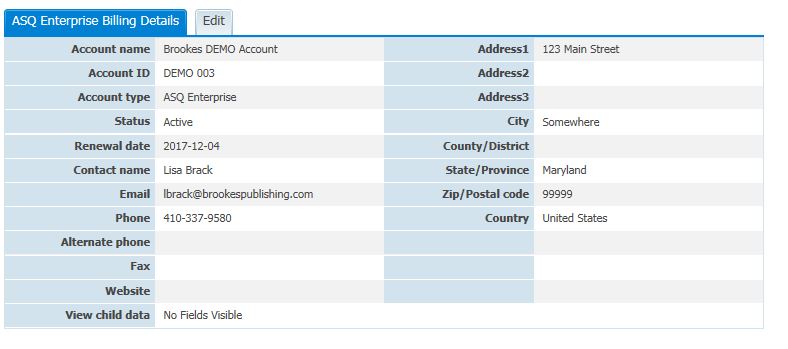 ASQ Enterprise Billing Details Edit
Account name Brookes DEMO Account Address1 123 Main Street
Account ID DEMO 003 Address2
Account type ASQ Enterprise Address3
Status Active City Somewhere
Renewal date 2017-12-04 County/District
Contact name Lisa Brack State/Province Maryland
Email lbrack@brookespublishing.com Zip/Postal code 99999
Phone 410-337-9580 Country United States
Alternate phone
Fax
Website
View child data No Fields Visible